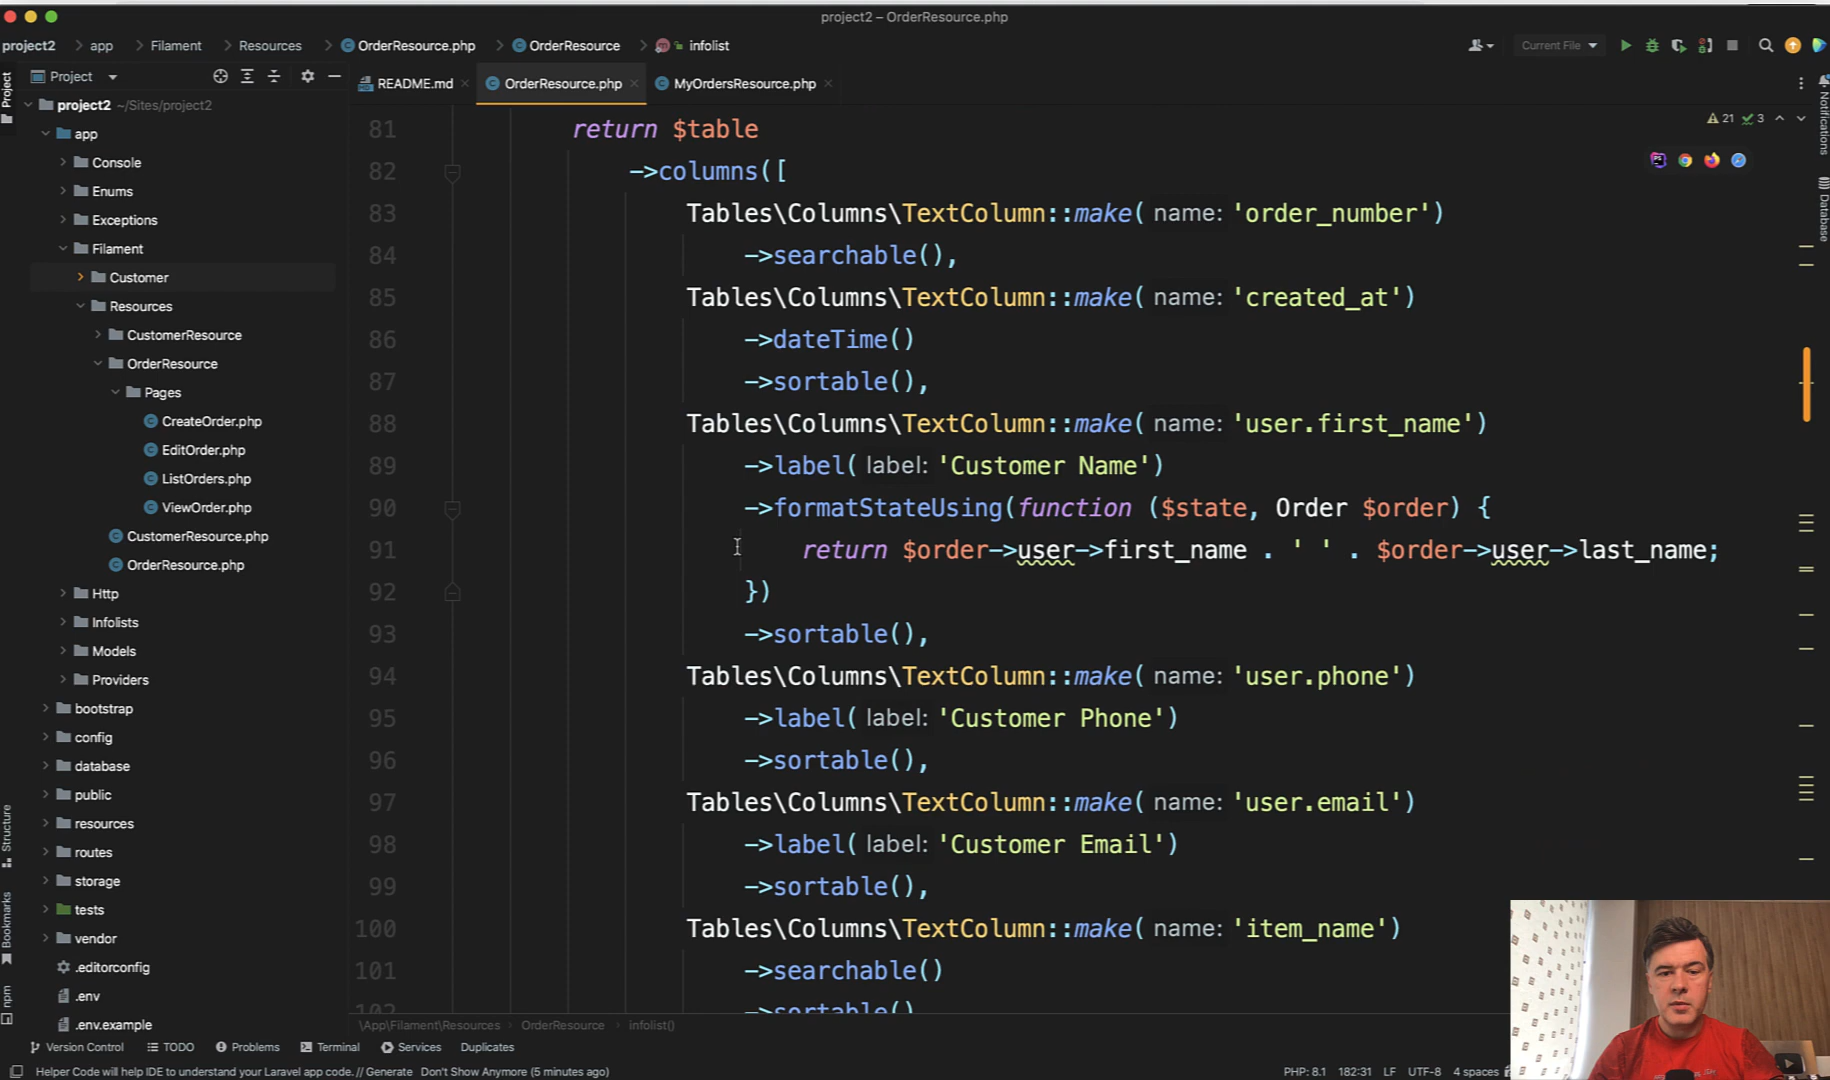 project2 – OrderResource.php
project2 app Filament Resources OrderResource.php OrderResource infolist
Current File
Project
README.md OrderResource.php MyOrdersResource.php
project2 ~/Sites/project2
app
Console
Enums
Exceptions
Filament
Customer
Resources
CustomerResource
OrderResource
Pages
CreateOrder.php
EditOrder.php
ListOrders.php
ViewOrder.php
CustomerResource.php
OrderResource.php
Http
Infolists
Models
Providers
bootstrap
config
database
public
resources
routes
storage
tests
vendor
.editorconfig
.env
.env.example
Project
Structure
Bookmarks
npm
21 3
81 return $table
82 ->columns([
83 Tables\Columns\TextColumn::make( name: 'order_number')
84 ->searchable(),
85 Tables\Columns\TextColumn::make( name: 'created_at')
86 ->dateTime()
87 ->sortable(),
88 Tables\Columns\TextColumn::make( name: 'user.first_name')
89 ->label( label: 'Customer Name')
90 ->formatStateUsing(function ($state, Order $order) {
91 return $order->user->first_name . ' ' . $order->user->last_name;
92 })
93 ->sortable(),
94 Tables\Columns\TextColumn::make( name: 'user.phone')
95 ->label( label: 'Customer Phone')
96 ->sortable(),
97 Tables\Columns\TextColumn::make( name: 'user.email')
98 ->label( label: 'Customer Email')
99 ->sortable(),
100 Tables\Columns\TextColumn::make( name: 'item_name')
101 ->searchable()
102 ->sortable()
Notifications
Database
\App\Filament\Resources OrderResource infolist()
Version Control TODO Problems Terminal Services Duplicates
Helper Code will help IDE to understand your Laravel app code. // Generate Don't Show Anymore (5 minutes ago)
PHP: 8.1 182:31 LF UTF-8 4 spaces